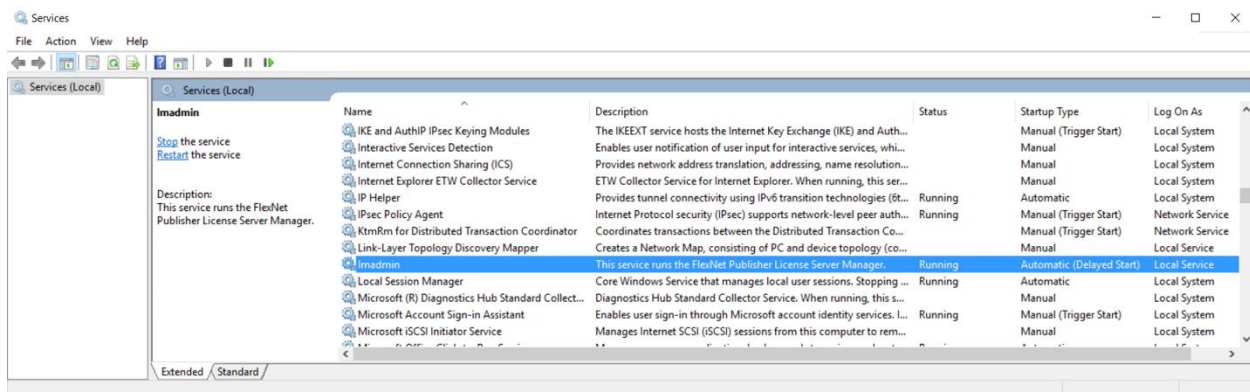 Services
File Action View Help
Services (Local)
Services (Local)
lmadmin
Stop the service
Restart the service
Description:
This service runs the FlexNet
Publisher License Server Manager.
Name Description Status Startup Type Log On As
IKE and AuthIP IPsec Keying Modules The IKEEXT service hosts the Internet Key Exchange (IKE) and Auth... Manual (Trigger Start) Local System
Interactive Services Detection Enables user notification of user input for interactive services, whi... Manual Local System
Internet Connection Sharing (ICS) Provides network address translation, addressing, name resolution... Manual Local System
Internet Explorer ETW Collector Service ETW Collector Service for Internet Explorer. When running, this ser... Manual Local System
IP Helper Provides tunnel connectivity using IPv6 transition technologies (6t... Running Automatic Local System
IPsec Policy Agent Internet Protocol security (IPsec) supports network-level peer auth... Running Manual (Trigger Start) Network Service
KtmRm for Distributed Transaction Coordinator Coordinates transactions between the Distributed Transaction Co... Manual (Trigger Start) Network Service
Link-Layer Topology Discovery Mapper Creates a Network Map, consisting of PC and device topology (co... Manual Local Service
lmadmin This service runs the FlexNet Publisher License Server Manager. Running Automatic (Delayed Start) Local Service
Local Session Manager Core Windows Service that manages local user sessions. Stopping ... Running Automatic Local System
Microsoft (R) Diagnostics Hub Standard Collect... Diagnostics Hub Standard Collector Service. When running, this s... Manual Local System
Microsoft Account Sign-in Assistant Enables user sign-in through Microsoft account identity services. I... Running Manual (Trigger Start) Local System
Microsoft iSCSI Initiator Service Manages Internet SCSI (iSCSI) sessions from this computer to rem... Manual Local System
Extended Standard